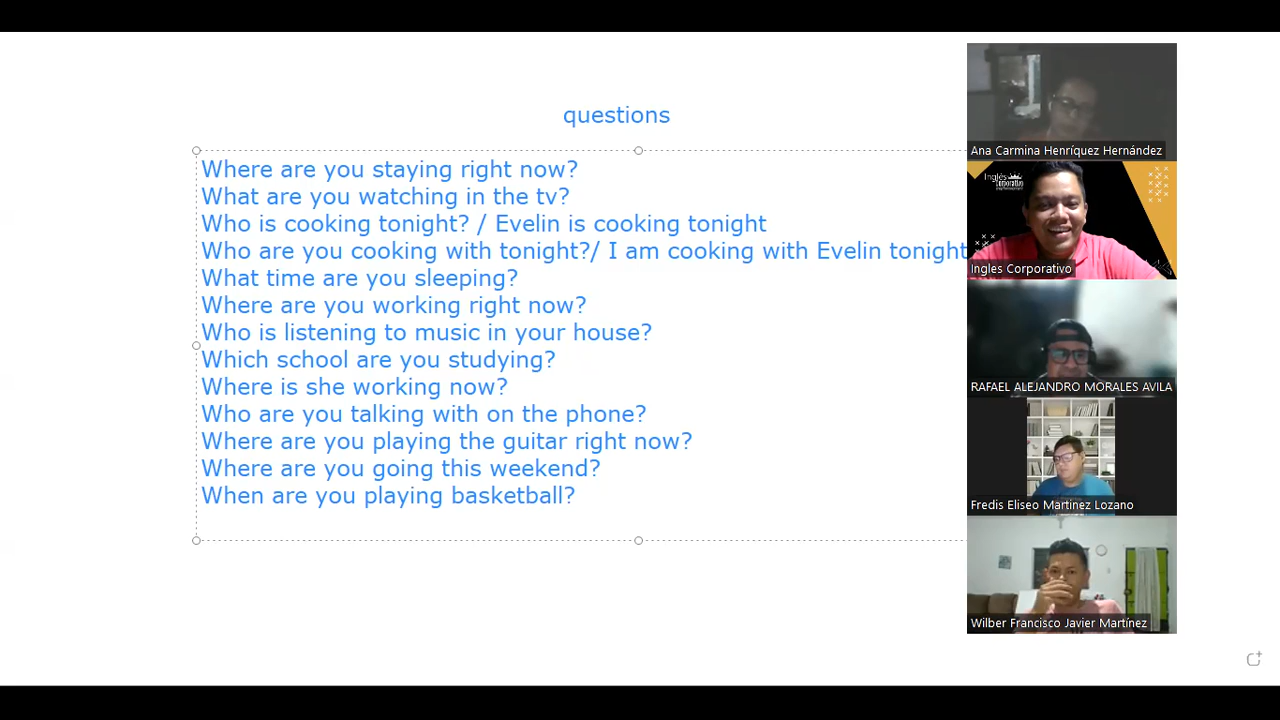 questions
Where are you staying right now?
What are you watching in the tv?
Who is cooking tonight? / Evelin is cooking tonight
Who are you cooking with tonight?/ I am cooking with Evelin tonight
What time are you sleeping?
Where are you working right now?
Who is listening to music in your house?
Which school are you studying?
Where is she working now?
Who are you talking with on the phone?
Where are you playing the guitar right now?
Where are you going this weekend?
When are you playing basketball?
Ana Carmina Henríquez Hernández
Inglés
Corporativo
Ingles Corporativo
RAFAEL ALEJANDRO MORALES AVILA
Fredis Eliseo Martinez Lozano
Wilber Francisco Javier Martínez